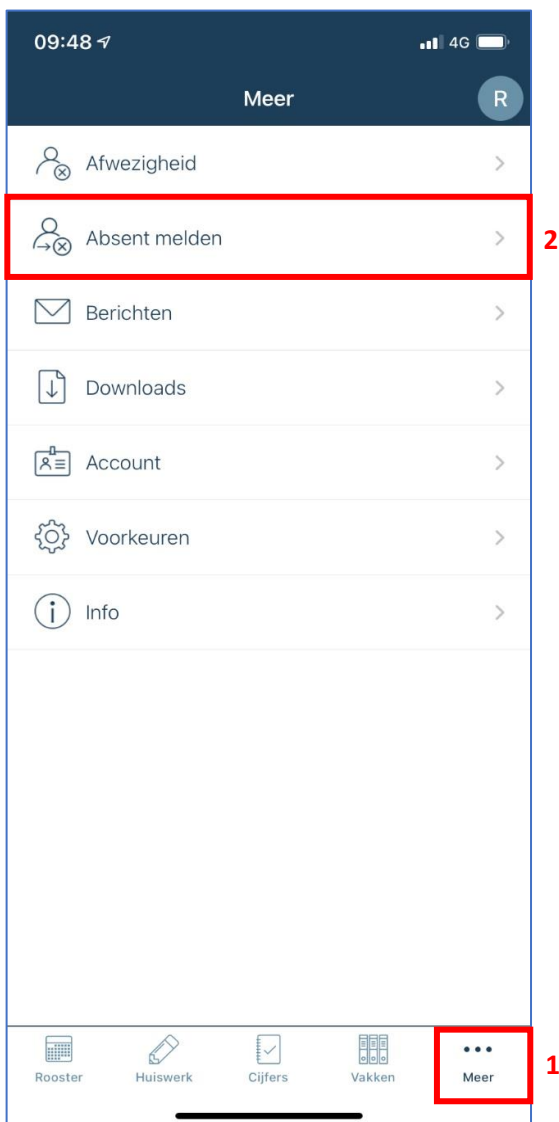 09:48 4G
Meer R
Afwezigheid
Absent melden 2
Berichten
Downloads
Account
Voorkeuren
Info
Rooster Huiswerk Cijfers Vakken Meer 1